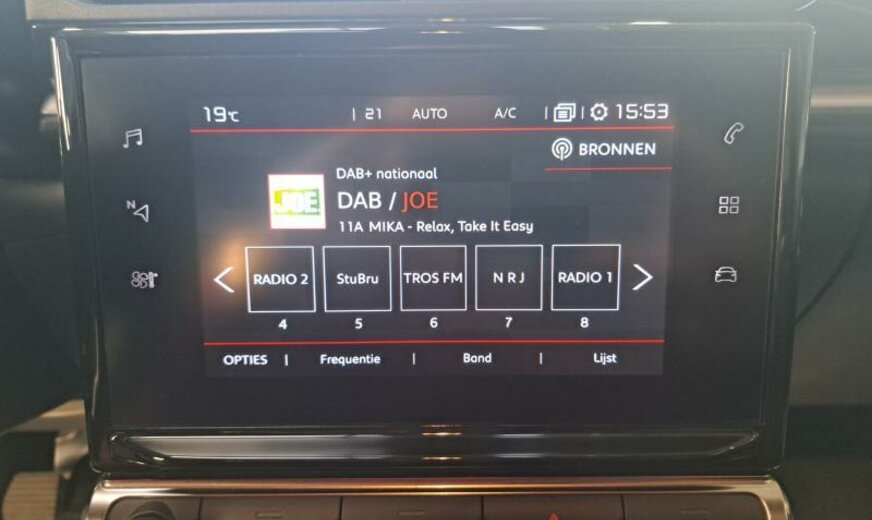 19°C | 21 AUTO A/C | | 15:53
BRONNEN
DAB+ nationaal
JOE
DAB / JOE
11A MIKA - Relax, Take It Easy
N
RADIO 2 StuBru TROS FM NRJ RADIO 1
4 5 6 7 8
OPTIES | Frequentie | Band | Lijst